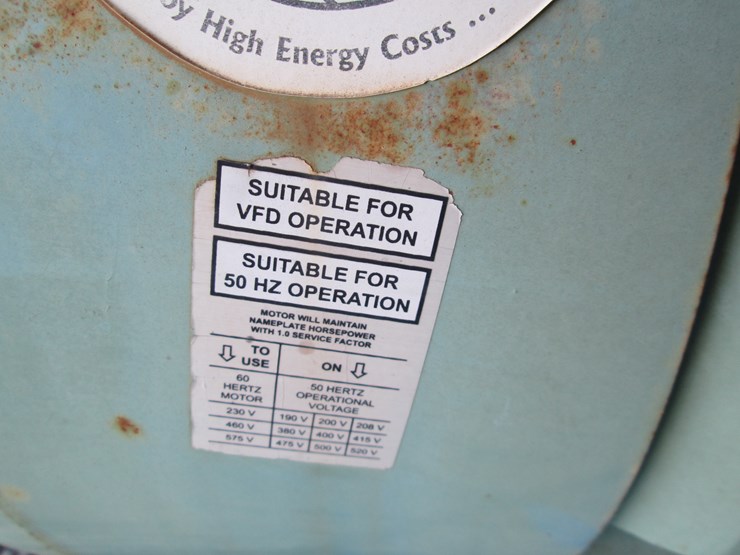 by High Energy Costs ...
SUITABLE FOR
VFD OPERATION
SUITABLE FOR
50 HZ OPERATION
MOTOR WILL MAINTAIN
NAMEPLATE HORSEPOWER
WITH 1.0 SERVICE FACTOR
TO
USE
ON
60
HERTZ
MOTOR
50 HERTZ
OPERATIONAL
VOLTAGE
230 V 190 V 200 V 208 V
460 V 380 V 400 V 415 V
575 V 475 V 500 V 520 V